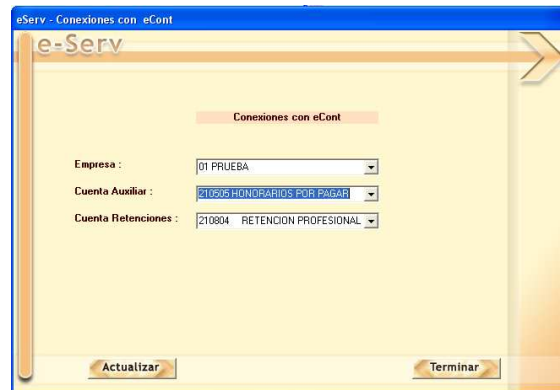 eServ - Conexiones con eCont
e-Serv
Conexiones con eCont
Empresa : 01 PRUEBA
Cuenta Auxiliar : 210505 HONORARIOS POR PAGAR
Cuenta Retenciones : 210804 RETENCION PROFESIONAL
Actualizar Terminar